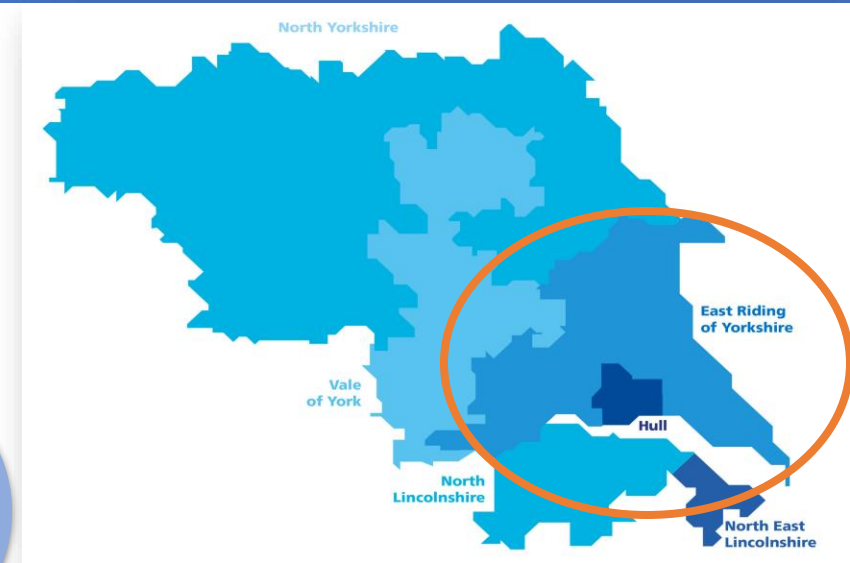 North Yorkshire
East Riding
of Yorkshire
Vale
of York
Hull
North
Lincolnshire
North East
Lincolnshire